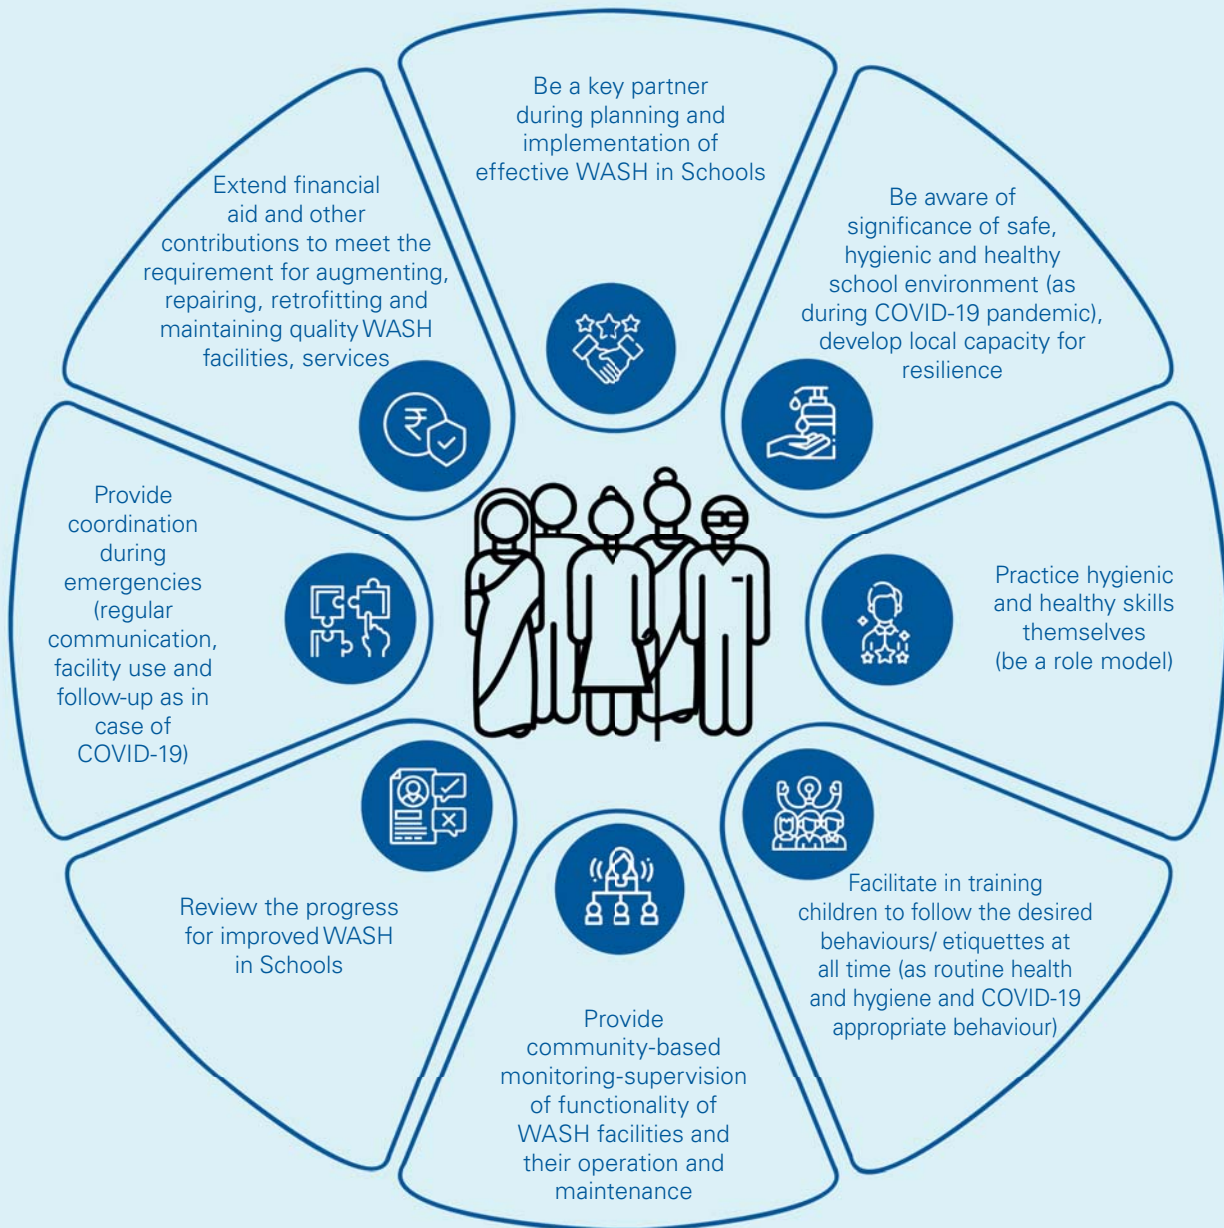 Be a key partner
during planning and
implementation of
effective WASH in Schools
Be aware of
significance of safe,
hygienic and healthy
school environment (as
during COVID-19 pandemic),
develop local capacity for
resilience
Practice hygienic
and healthy skills
themselves
(be a role model)
Facilitate in training
children to follow the desired
behaviours/ etiquettes at
all time (as routine health
and hygiene and COVID-19
appropriate behaviour)
Provide
community-based
monitoring-supervision
of functionality of
WASH facilities and
their operation and
maintenance
Review the progress
for improved WASH
in Schools
Provide
coordination
during
emergencies
(regular
communication,
facility use and
follow-up as in
case of
COVID-19)
Extend financial
aid and other
contributions to meet the
requirement for augmenting,
repairing, retrofitting and
maintaining quality WASH
facilities, services
₹